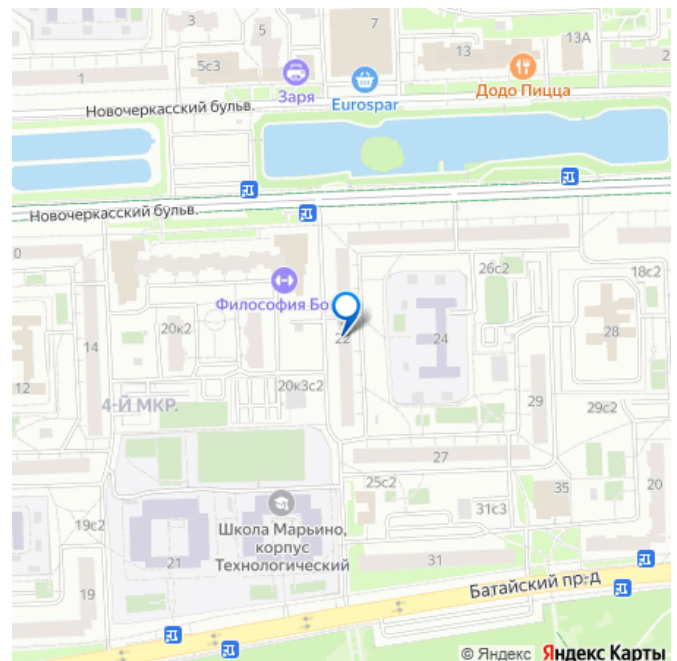 3
5
7
5с3
13
13А
2
1
Заря
Eurospar
Додо Пицца
Новочеркасский бульв.
Новочеркасский бульв.
0
26с2
18с2
Философия Бо
20к2
22
24
28
14
12
20к3с2
4-Й МКР.
29
29с2
27
25с2
35
20
31с3
19с2
Школа Марьино,
корпус
Технологический
21
31
19
Батайский пр-д
© Яндекс Яндекс Карты